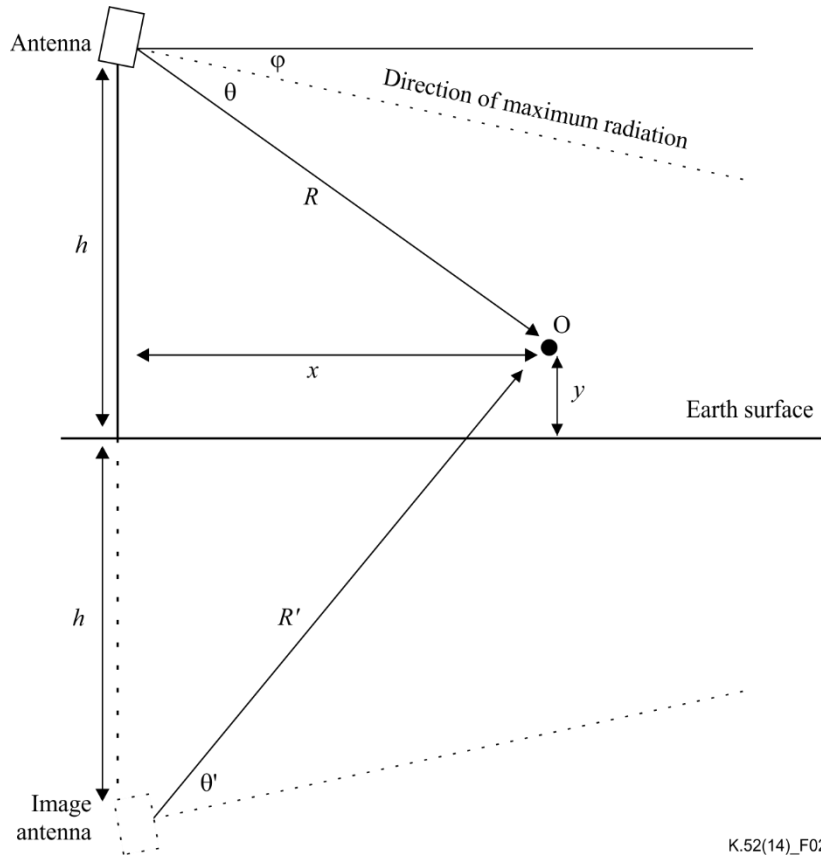 Antenna
φ
θ
Direction of maximum radiation
R
h
O
x
y
Earth surface
h
R'
θ'
Image
antenna
K.52(14)_F02